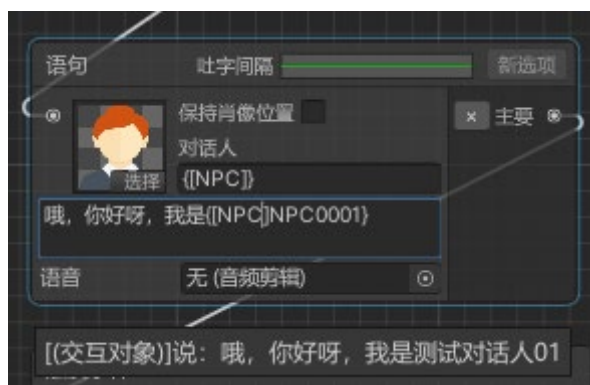 语句
吐字间隔
新选项
保持肖像位置
× 主要
对话人
选择
{[NPC]}
哦，你好呀，我是{[NPC]NPC0001}
语音
无 (音频剪辑)
[(交互对象)]说：哦，你好呀，我是测试对话人01